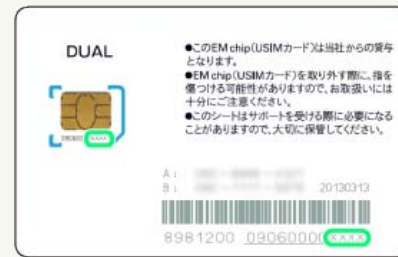 DUAL
●このEM chip(USIMカード)は当社からの貸与
となります。
●EM chip(USIMカード)を取り外す際に、指を
傷つける可能性がありますので、お取扱いには
十分にご注意ください。
●このシートはサポートを受ける際に必要になる
ことがありますので、大切に保管してください。
090600 XXXX
A:
B: 20130313
8981200 09060000 XXXX